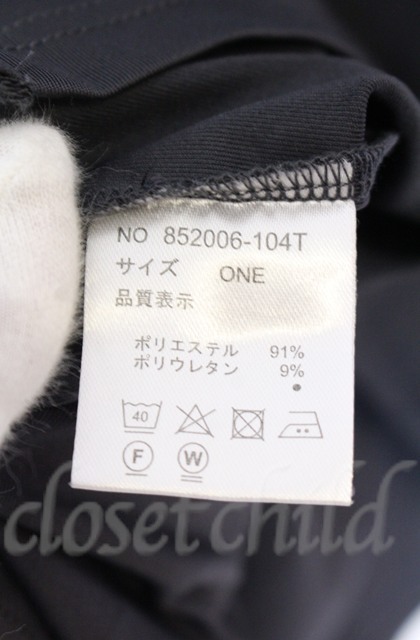 NO 852006-104T
サイズ ONE
品質表示
ポリエステル 91%
ポリウレタン 9%
40
F W
closet child